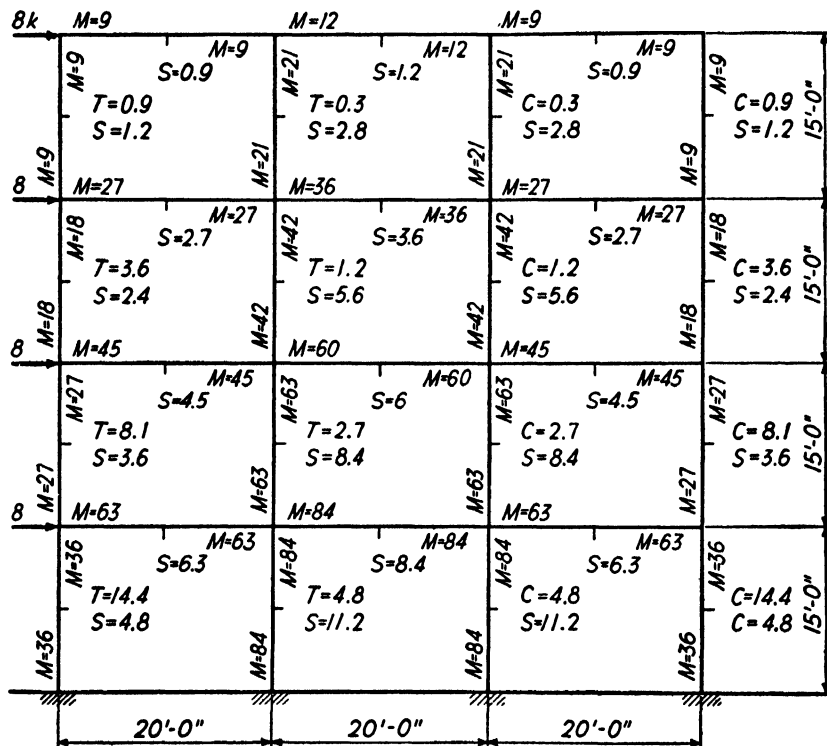 8k M=9 M=12 M=9
M=9 M=12 M=9
M=9 S=0.9 M=21 S=1.2 M=21 S=0.9 M=9
T=0.9 T=0.3 C=0.3 C=0.9
S=1.2 S=2.8 S=2.8 S=1.2 15'-0"
M=9 M=21 M=21 M=9
8 M=27 M=36 M=27
M=27 M=36 M=27
M=18 S=2.7 M=42 S=3.6 M=42 S=2.7 M=18
T=3.6 T=1.2 C=1.2 C=3.6
S=2.4 S=5.6 S=5.6 S=2.4 15'-0"
M=18 M=42 M=42 M=18
8 M=45 M=60 M=45
M=45 M=60 M=45
M=27 S=4.5 M=63 S=6 M=63 S=4.5 M=27
T=8.1 T=2.7 C=2.7 C=8.1
S=3.6 S=8.4 S=8.4 S=3.6 15'-0"
M=27 M=63 M=63 M=27
8 M=63 M=84 M=63
M=63 M=84 M=63
M=36 S=6.3 M=84 S=8.4 M=84 S=6.3 M=36
T=14.4 T=4.8 C=4.8 C=14.4
S=4.8 S=11.2 S=11.2 C=4.8 15'-0"
M=36 M=84 M=84 M=36
20'-0" 20'-0" 20'-0"